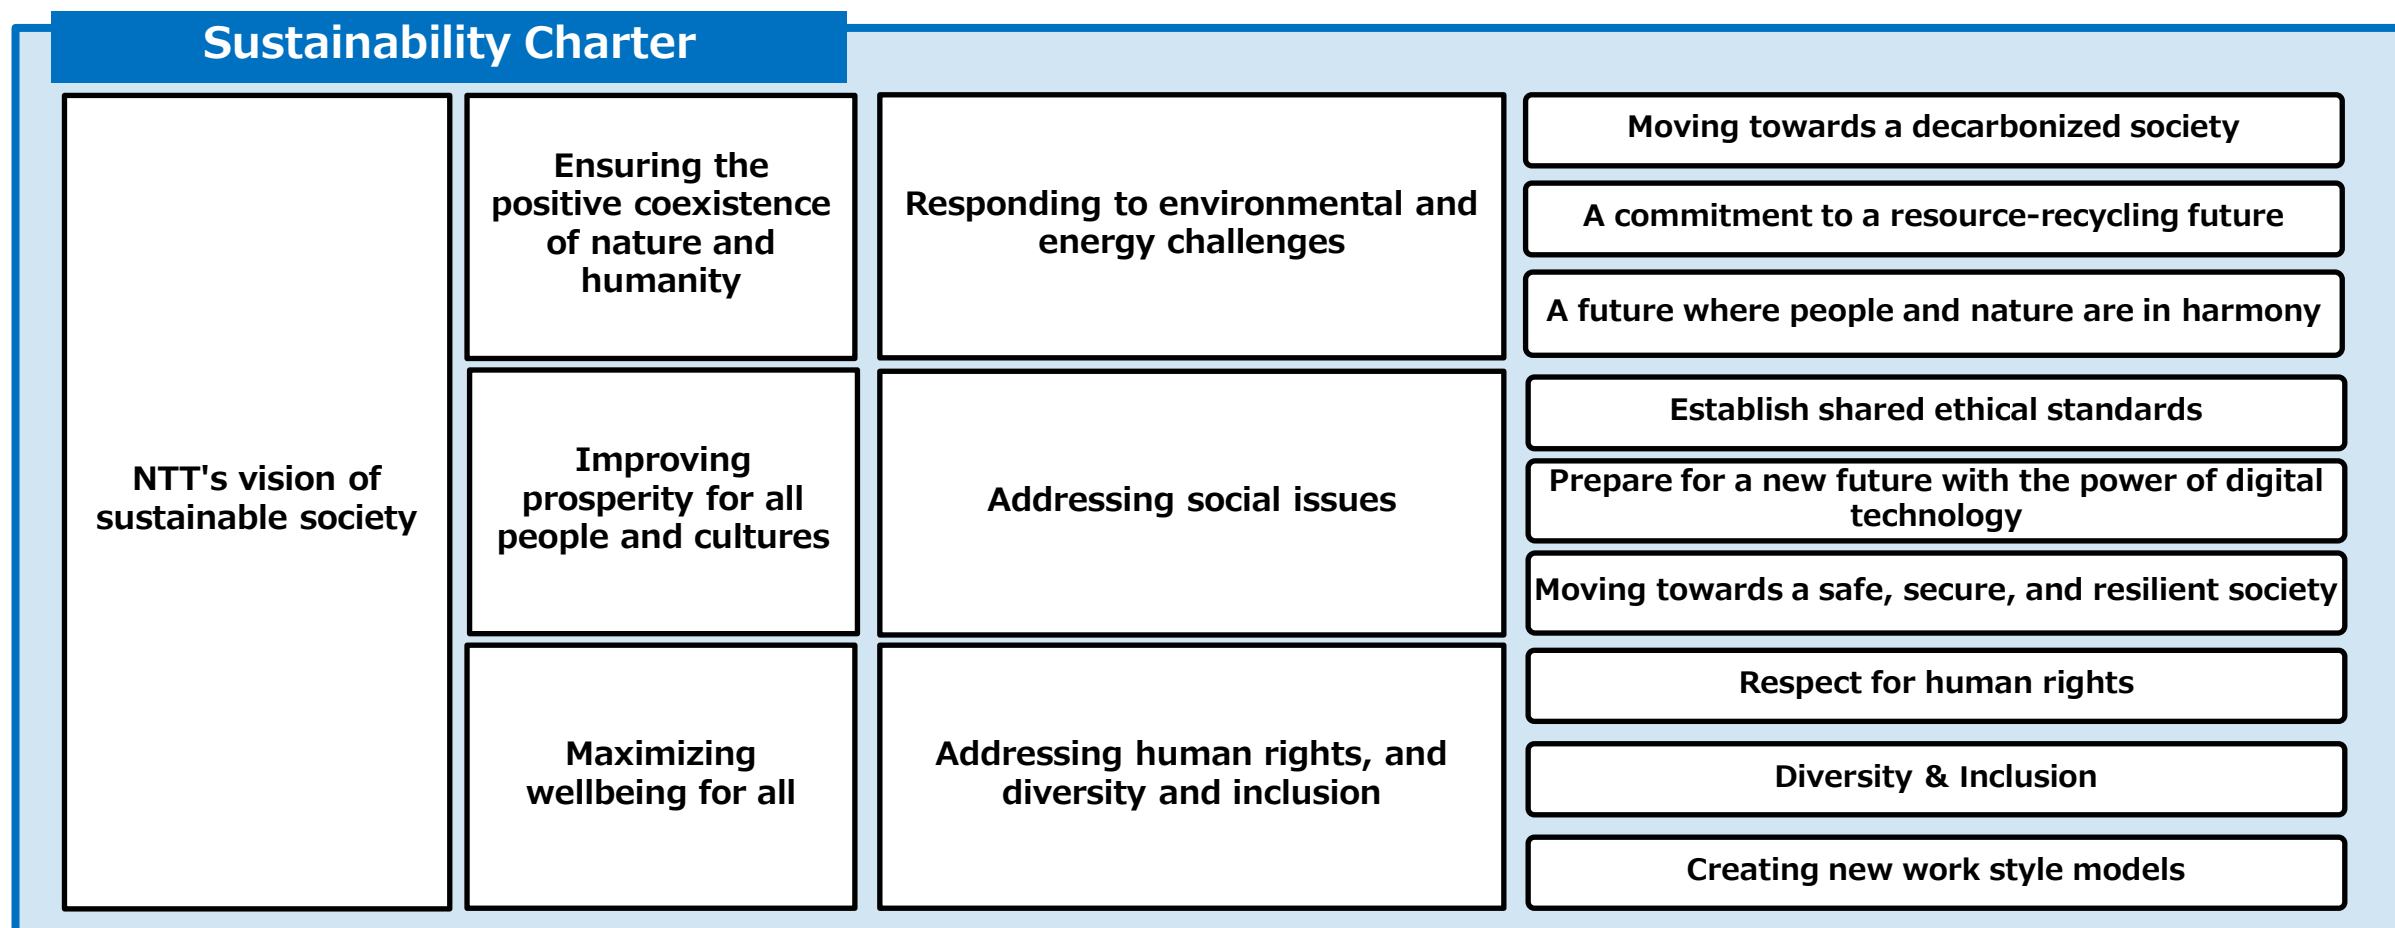 Sustainability Charter
NTT's vision of
sustainable society
Ensuring the
positive coexistence
of nature and
humanity
Responding to environmental and
energy challenges
Moving towards a decarbonized society
A commitment to a resource-recycling future
A future where people and nature are in harmony
Improving
prosperity for all
people and cultures
Addressing social issues
Establish shared ethical standards
Prepare for a new future with the power of digital
technology
Moving towards a safe, secure, and resilient society
Maximizing
wellbeing for all
Addressing human rights, and
diversity and inclusion
Respect for human rights
Diversity & Inclusion
Creating new work style models